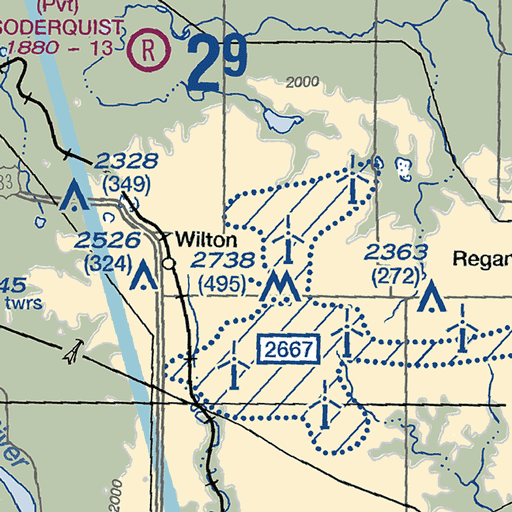 (Pvt)
SODERQUIST
1880 - 13
R
29
2000
2328
(349)
83
2526
(324)
Wilton
2738
(495)
2363
(272)
Regan
45
twrs
2667
2000